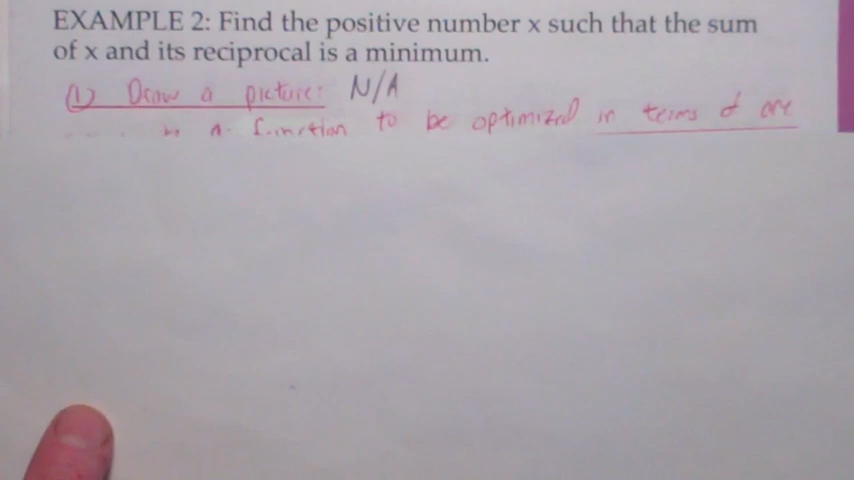 EXAMPLE 2: Find the positive number x such that the sum
of x and its reciprocal is a minimum.
(1) Draw a picture: N/A
a function to be optimized in terms of one